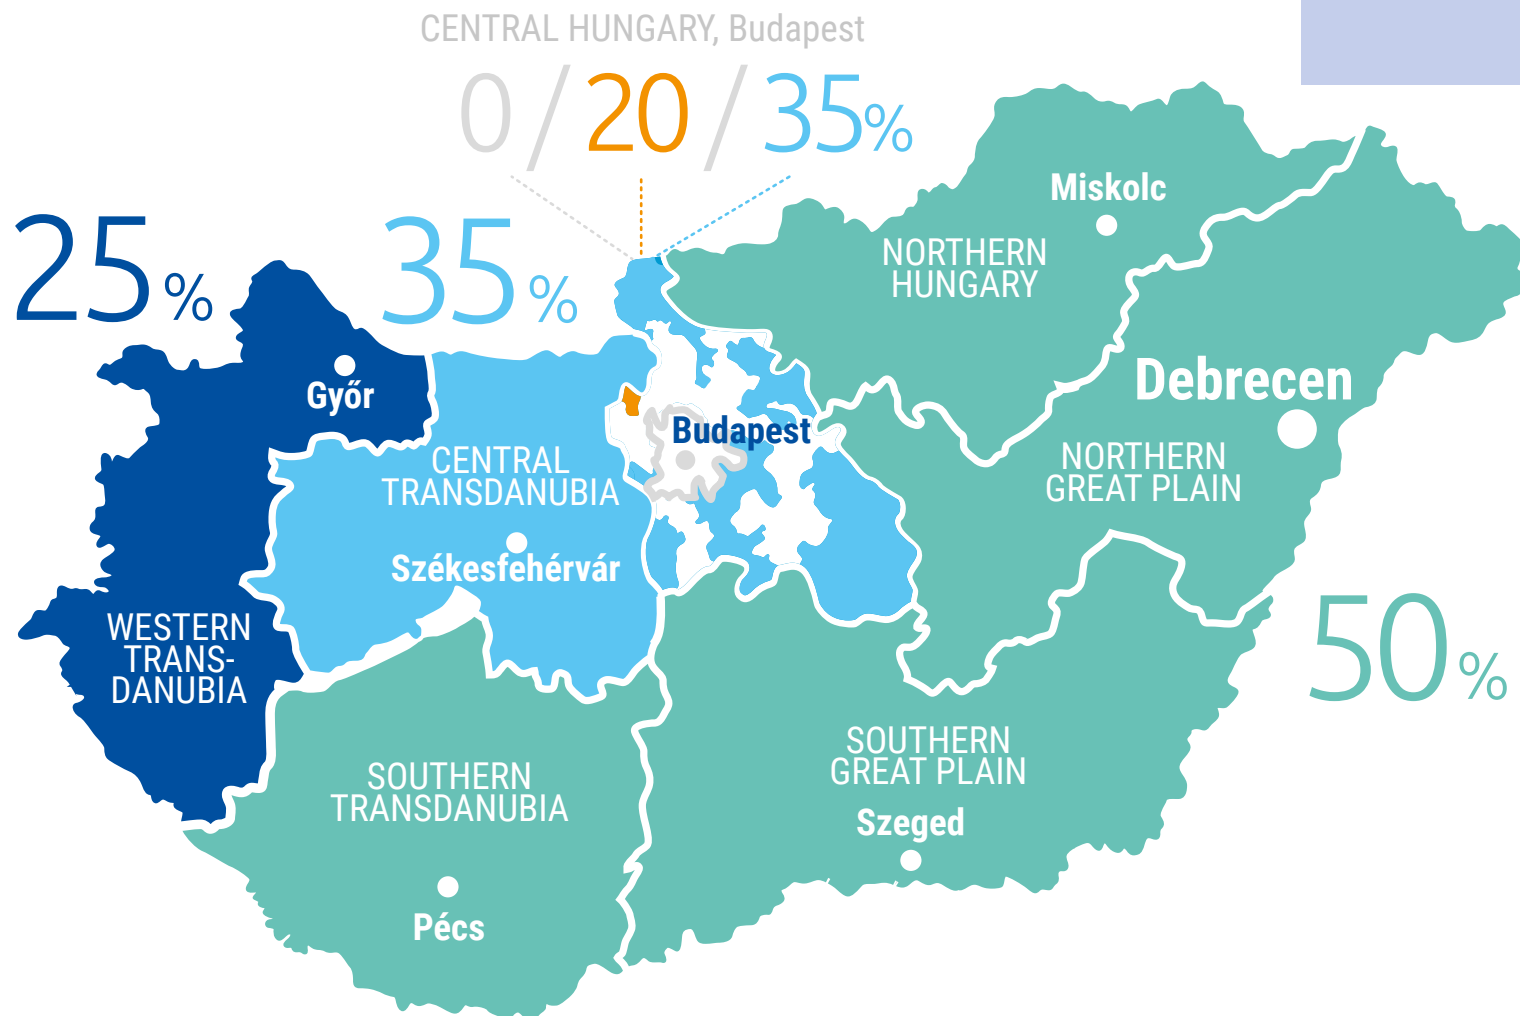 CENTRAL HUNGARY, Budapest
0 / 20 / 35%
25%
35%
Miskolc
NORTHERN
HUNGARY
Győr
Debrecen
Budapest
CENTRAL
TRANSDANUBIA
NORTHERN
GREAT PLAIN
Székesfehérvár
WESTERN
TRANS-
DANUBIA
50%
SOUTHERN
GREAT PLAIN
SOUTHERN
TRANSDANUBIA
Szeged
Pécs